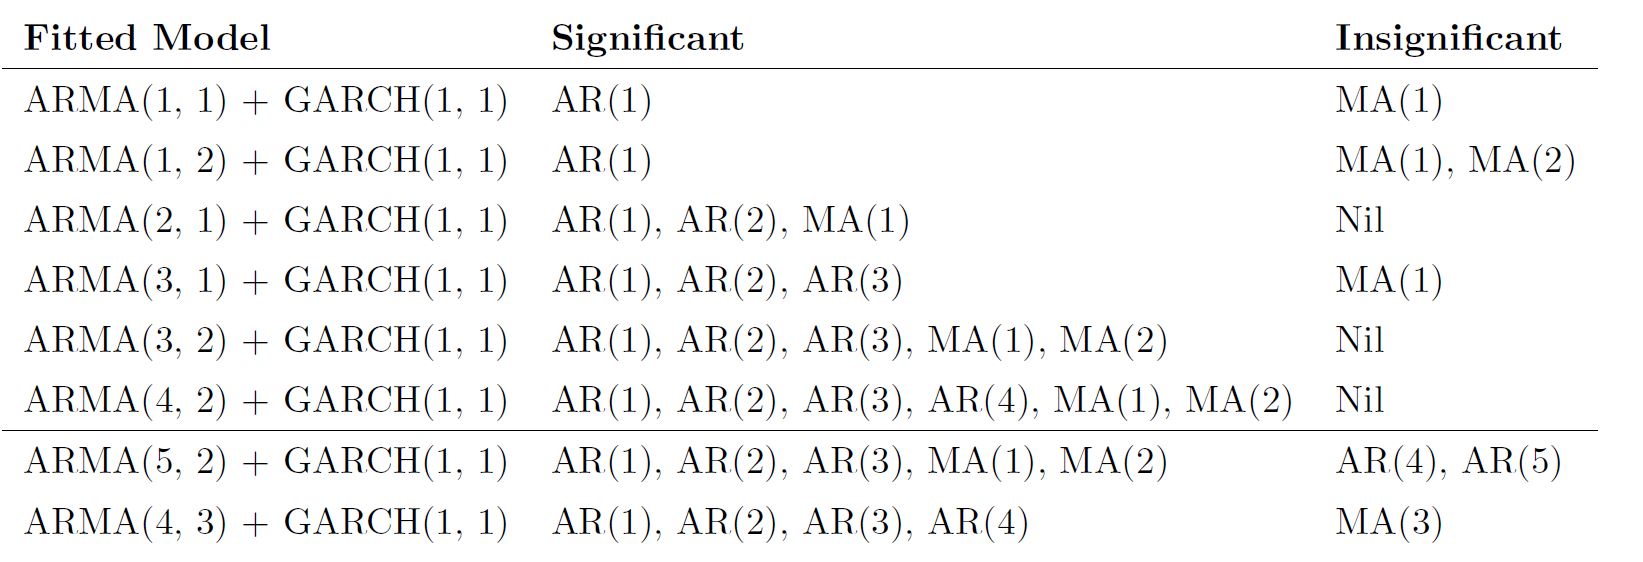 Fitted Model Significant Insignificant
ARMA(1, 1) + GARCH(1, 1) AR(1) MA(1)
ARMA(1, 2) + GARCH(1, 1) AR(1) MA(1), MA(2)
ARMA(2, 1) + GARCH(1, 1) AR(1), AR(2), MA(1) Nil
ARMA(3, 1) + GARCH(1, 1) AR(1), AR(2), AR(3) MA(1)
ARMA(3, 2) + GARCH(1, 1) AR(1), AR(2), AR(3), MA(1), MA(2) Nil
ARMA(4, 2) + GARCH(1, 1) AR(1), AR(2), AR(3), AR(4), MA(1), MA(2) Nil
ARMA(5, 2) + GARCH(1, 1) AR(1), AR(2), AR(3), MA(1), MA(2) AR(4), AR(5)
ARMA(4, 3) + GARCH(1, 1) AR(1), AR(2), AR(3), AR(4) MA(3)